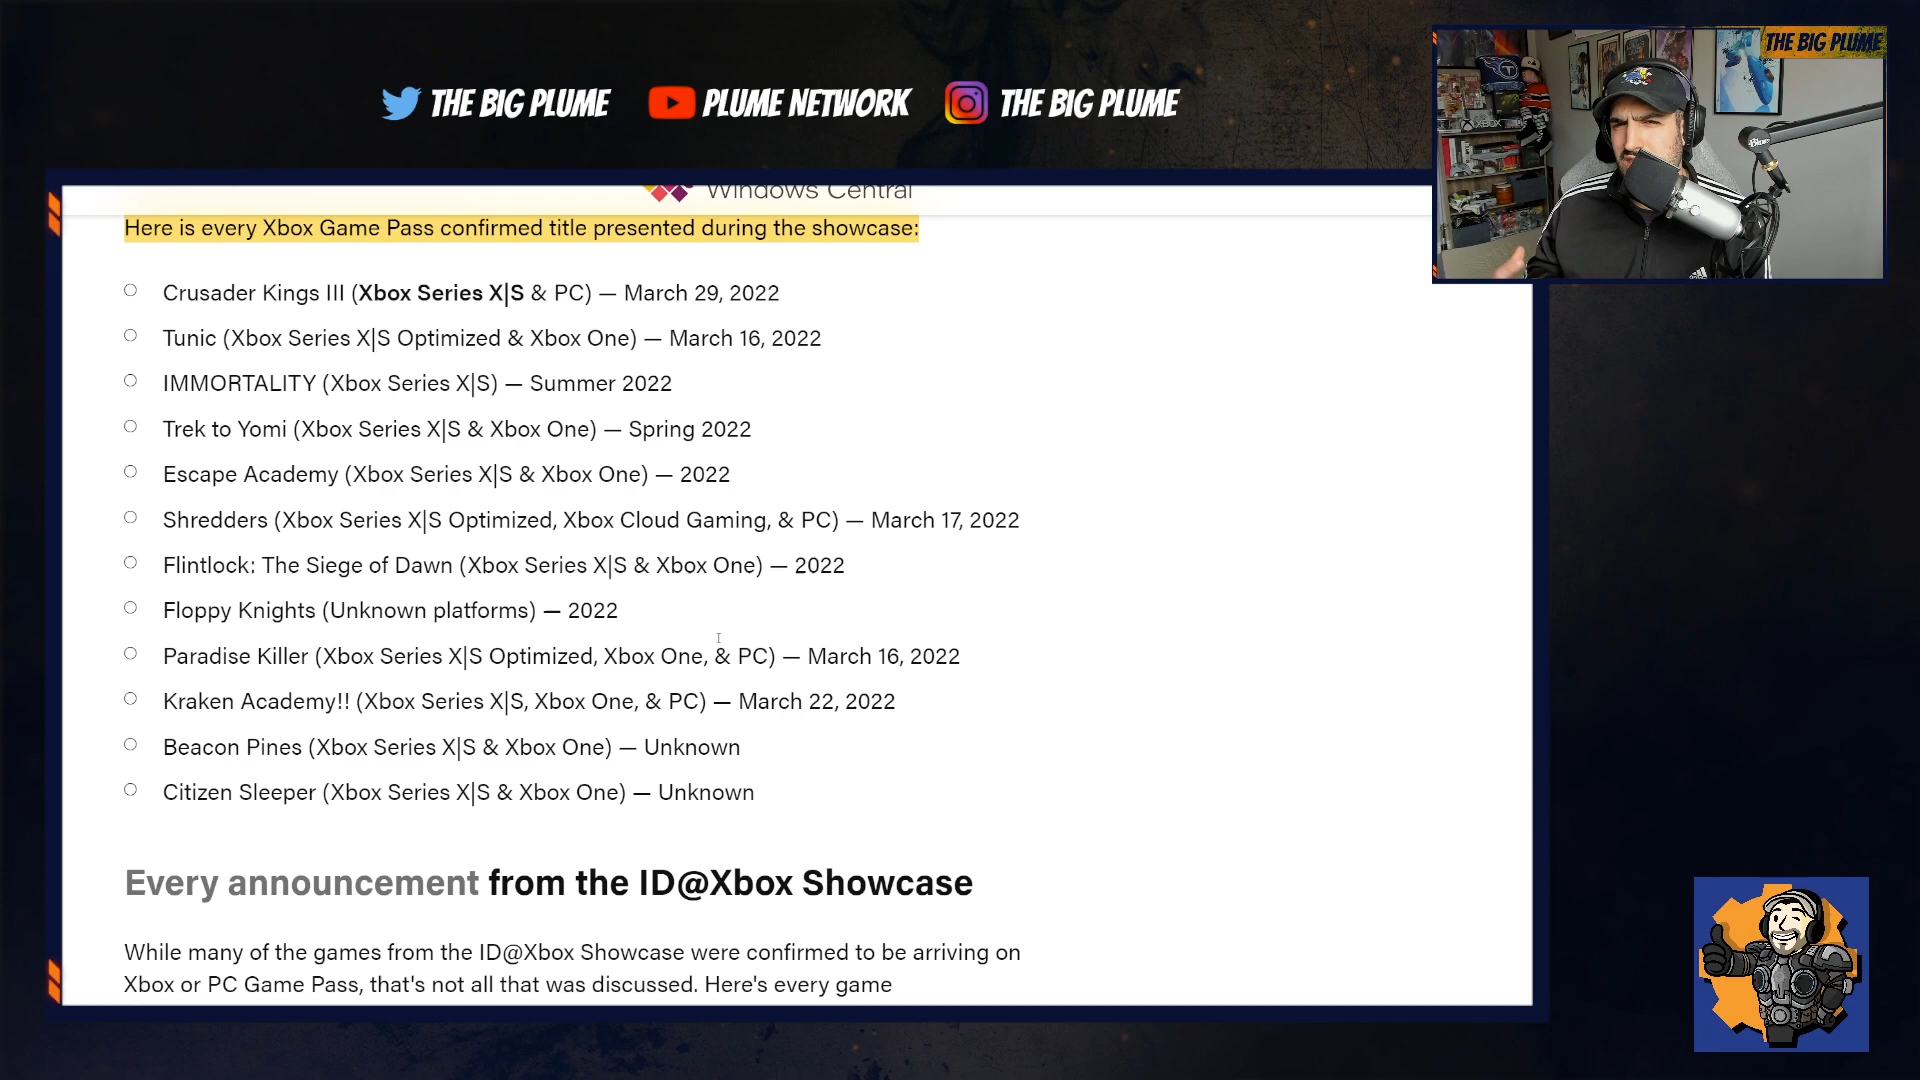 THE BIG PLUME
THE BIG PLUME PLUME NETWORK THE BIG PLUME
Windows Central
Here is every Xbox Game Pass confirmed title presented during the showcase:
Crusader Kings III (Xbox Series X|S & PC) — March 29, 2022
Tunic (Xbox Series X|S Optimized & Xbox One) — March 16, 2022
IMMORTALITY (Xbox Series X|S) — Summer 2022
Trek to Yomi (Xbox Series X|S & Xbox One) — Spring 2022
Escape Academy (Xbox Series X|S & Xbox One) — 2022
Shredders (Xbox Series X|S Optimized, Xbox Cloud Gaming, & PC) — March 17, 2022
Flintlock: The Siege of Dawn (Xbox Series X|S & Xbox One) — 2022
Floppy Knights (Unknown platforms) — 2022
Paradise Killer (Xbox Series X|S Optimized, Xbox One, & PC) — March 16, 2022
Kraken Academy!! (Xbox Series X|S, Xbox One, & PC) — March 22, 2022
Beacon Pines (Xbox Series X|S & Xbox One) — Unknown
Citizen Sleeper (Xbox Series X|S & Xbox One) — Unknown
Every announcement from the ID@Xbox Showcase
While many of the games from the ID@Xbox Showcase were confirmed to be arriving on
Xbox or PC Game Pass, that's not all that was discussed. Here's every game